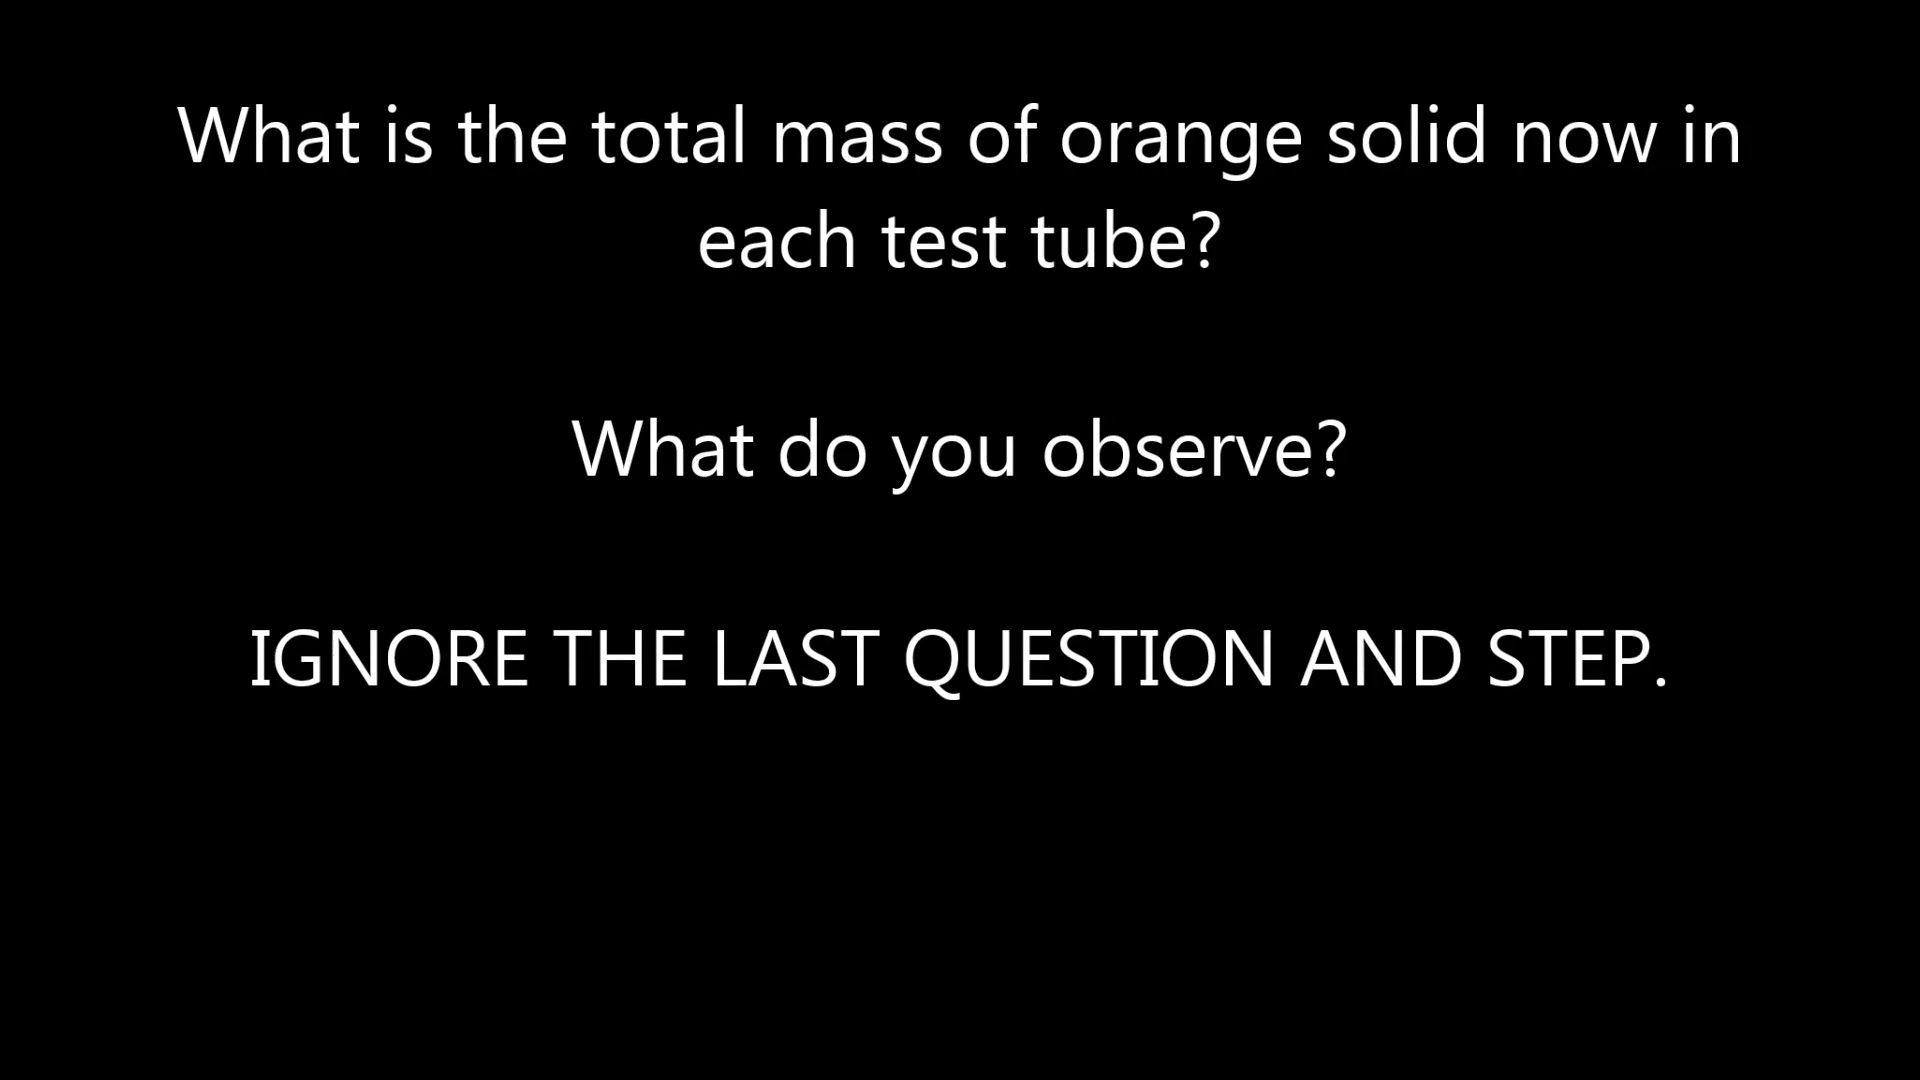 What is the total mass of orange solid now in
each test tube?
What do you observe?
IGNORE THE LAST QUESTION AND STEP.